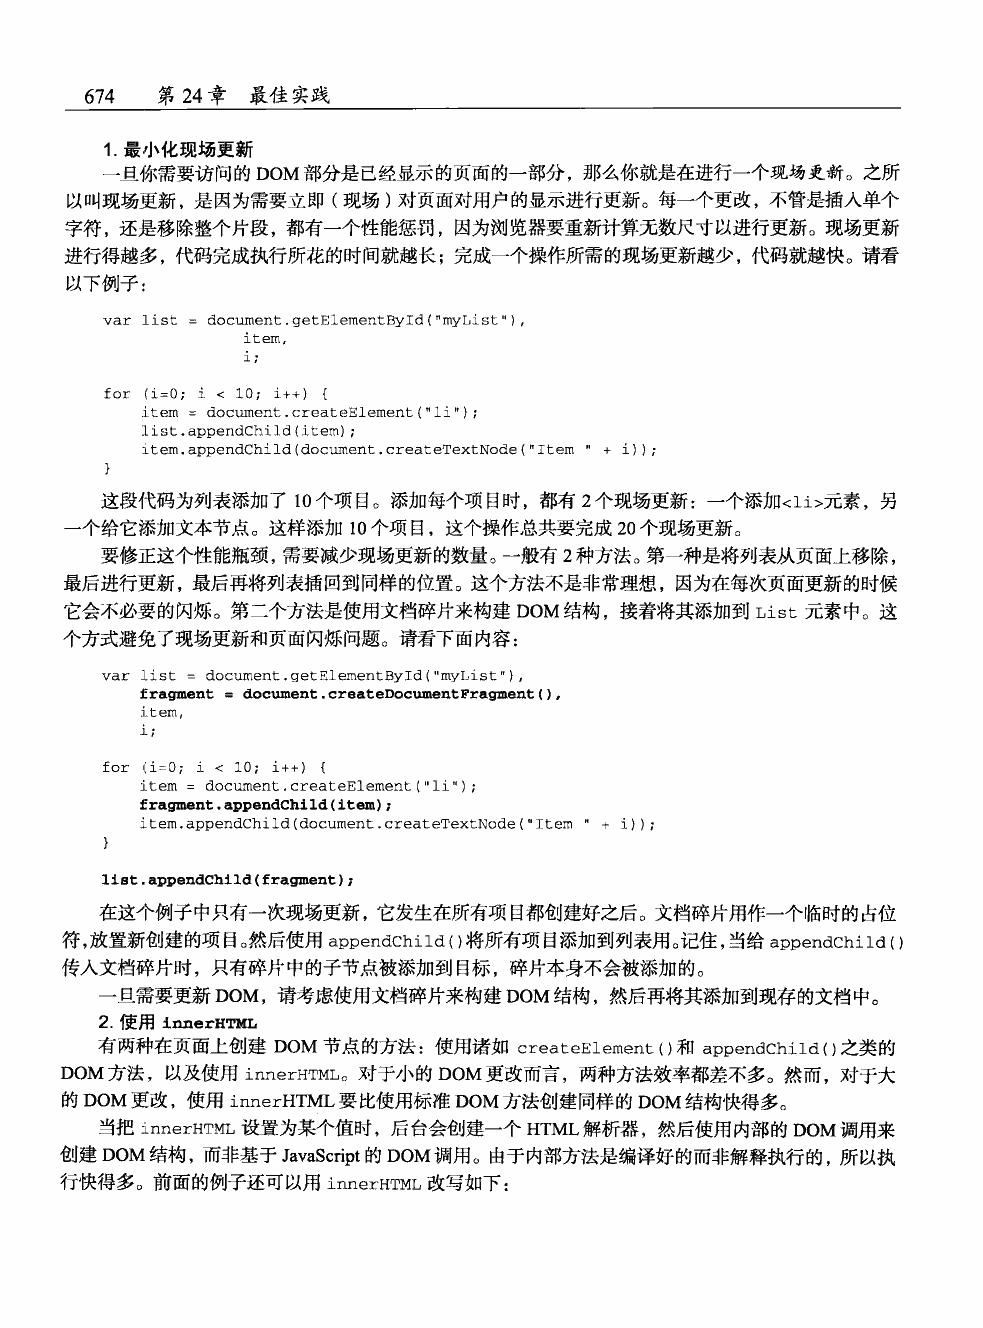 674 第24章 最佳实践
1. 最小化现场更新
一旦你需要访问的 DOM 部分是已经显示的页面的一部分，那么你就是在进行一个现场更新。之所
以叫现场更新，是因为需要立即（现场）对页面对用户的显示进行更新。每一个更改，不管是插入单个
字符，还是移除整个片段，都有一个性能惩罚，因为浏览器要重新计算无数尺寸以进行更新。现场更新
进行得越多，代码完成执行所花的时间就越长；完成一个操作所需的现场更新越少，代码就越快。请看
以下例子：
var list = document.getElementById("myList"),
item,
i;
for (i=0; i < 10; i++) {
item = document.createElement("li");
list.appendChild(item);
item.appendChild(document.createTextNode("Item " + i));
}
这段代码为列表添加了 10 个项目。添加每个项目时，都有 2 个现场更新：一个添加<li>元素，另
一个给它添加文本节点。这样添加 10 个项目，这个操作总共要完成 20 个现场更新。
要修正这个性能瓶颈，需要减少现场更新的数量。一般有 2 种方法。第一种是将列表从页面上移除，
最后进行更新，最后再将列表插回到同样的位置。这个方法不是非常理想，因为在每次页面更新的时候
它会不必要的闪烁。第二个方法是使用文档碎片来构建 DOM 结构，接着将其添加到 List 元素中。这
个方式避免了现场更新和页面闪烁问题。请看下面内容：
var list = document.getElementById("myList"),
fragment = document.createDocumentFragment(),
item,
i;
for (i=0; i < 10; i++) {
item = document.createElement("li");
fragment.appendChild(item);
item.appendChild(document.createTextNode("Item " + i));
}
list.appendChild(fragment);
在这个例子中只有一次现场更新，它发生在所有项目都创建好之后。文档碎片用作一个临时的占位
符，放置新创建的项目。然后使用 appendChild()将所有项目添加到列表用。记住，当给 appendChild()
传入文档碎片时，只有碎片中的子节点被添加到目标，碎片本身不会被添加的。
一旦需要更新 DOM，请考虑使用文档碎片来构建 DOM 结构，然后再将其添加到现存的文档中。
2. 使用 innerHTML
有两种在页面上创建 DOM 节点的方法：使用诸如 createElement()和 appendChild()之类的
DOM 方法，以及使用 innerHTML。对于小的 DOM 更改而言，两种方法效率都差不多。然而，对于大
的 DOM 更改，使用 innerHTML 要比使用标准 DOM 方法创建同样的 DOM 结构快得多。
当把 innerHTML 设置为某个值时，后台会创建一个 HTML 解析器，然后使用内部的 DOM 调用来
创建 DOM 结构，而非基于 JavaScript 的 DOM 调用。由于内部方法是编译好的而非解释执行的，所以执
行快得多。前面的例子还可以用 innerHTML 改写如下：